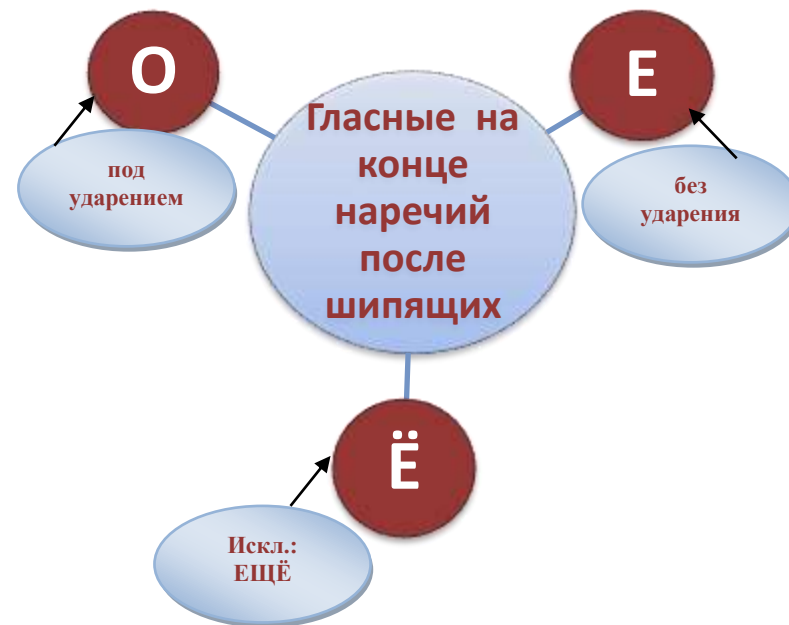 О
Е
Гласные на
конце
наречий
после
шипящих
под
ударением
без
ударения
Ё
Искл.:
ЕЩЁ